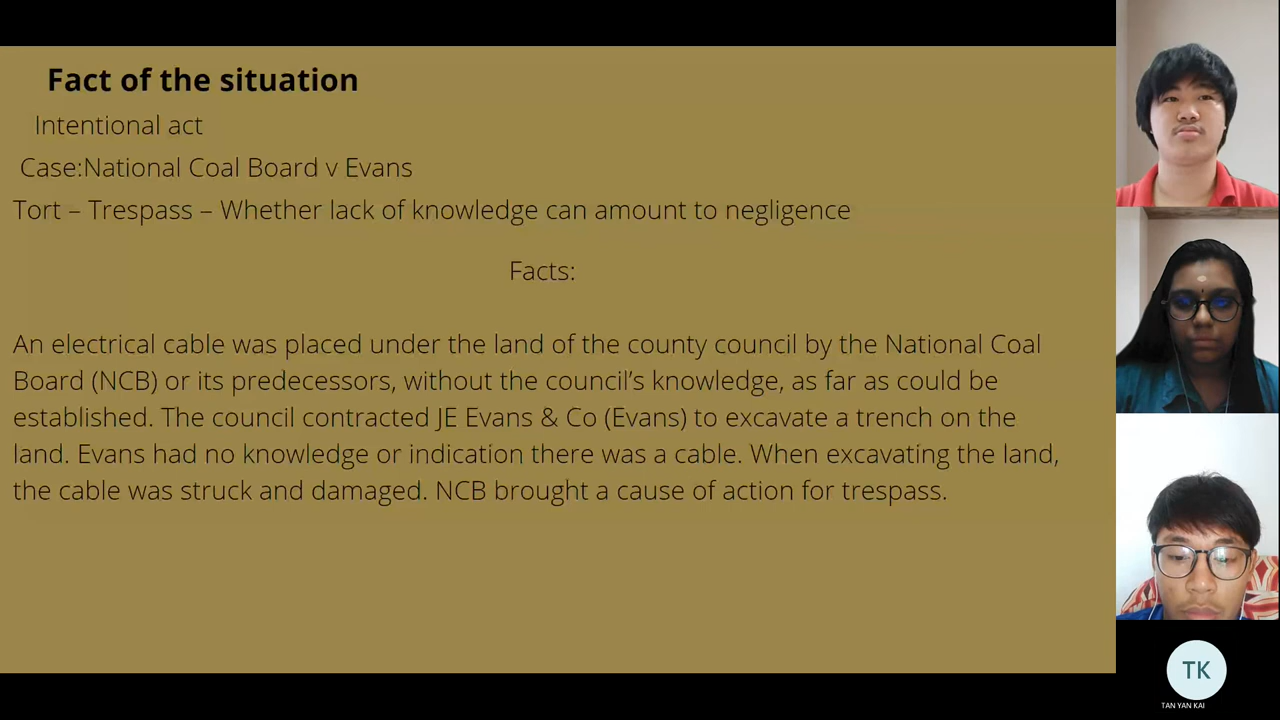 Fact of the situation
Intentional act
Case:National Coal Board v Evans
Tort – Trespass – Whether lack of knowledge can amount to negligence
Facts:
An electrical cable was placed under the land of the county council by the National Coal
Board (NCB) or its predecessors, without the council’s knowledge, as far as could be
established. The council contracted JE Evans & Co (Evans) to excavate a trench on the
land. Evans had no knowledge or indication there was a cable. When excavating the land,
the cable was struck and damaged. NCB brought a cause of action for trespass.
TK
TAN YAN KAI